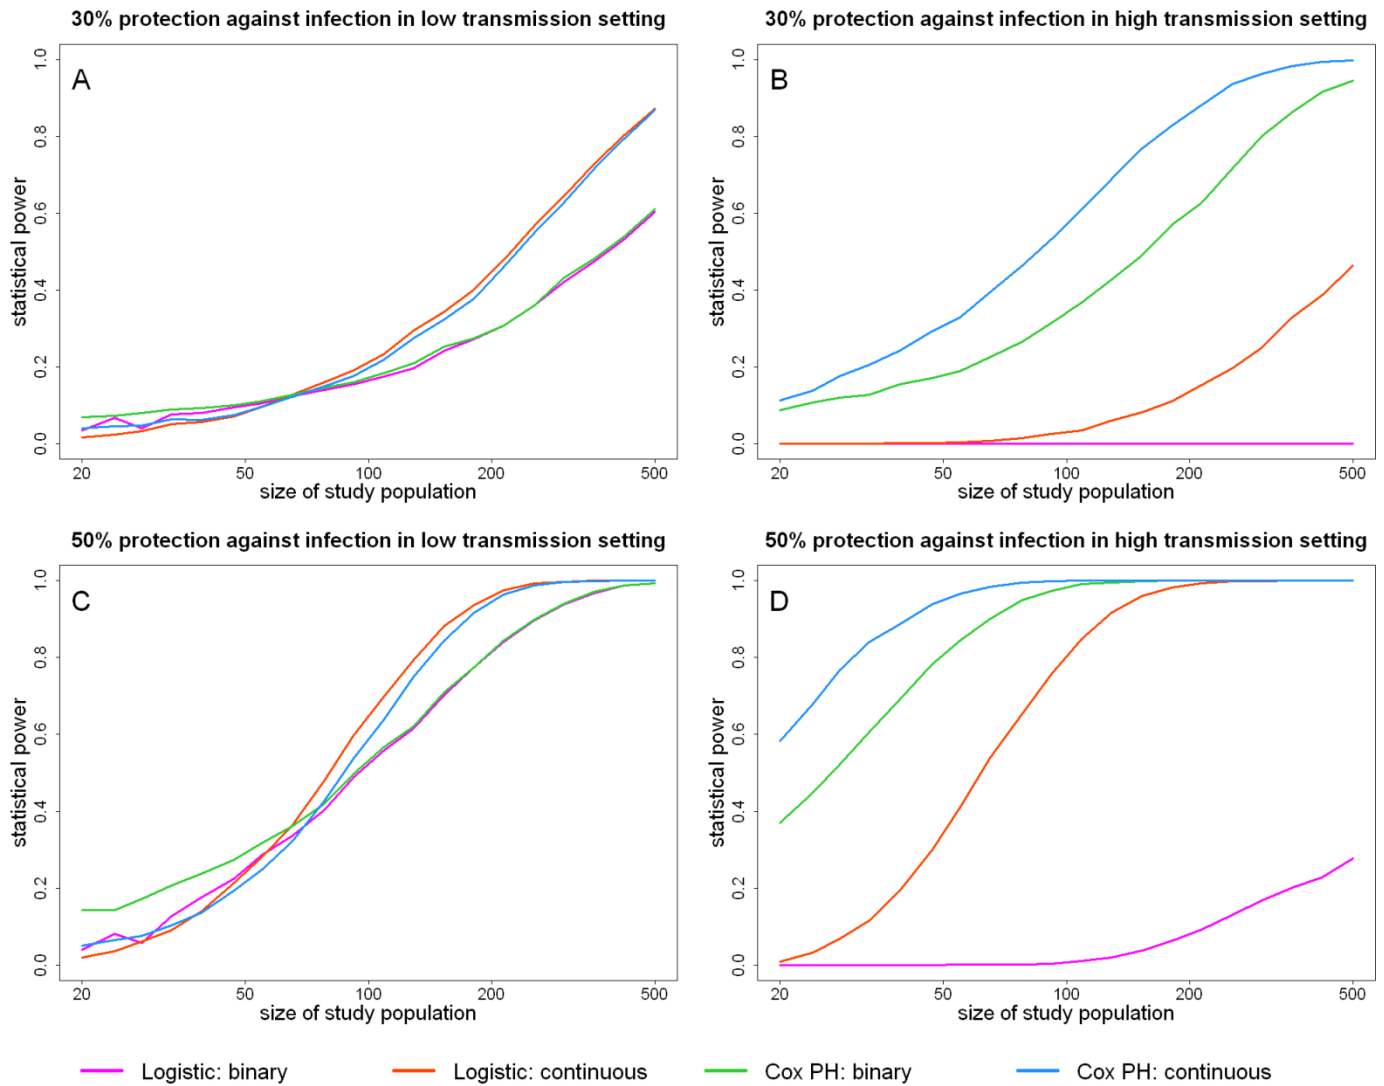 30% protection against infection in low transmission setting
A
statistical power
0.0 0.2 0.4 0.6 0.8 1.0
20 50 100 200 500
size of study population
30% protection against infection in high transmission setting
B
statistical power
0.0 0.2 0.4 0.6 0.8 1.0
20 50 100 200 500
size of study population
50% protection against infection in low transmission setting
C
statistical power
0.0 0.2 0.4 0.6 0.8 1.0
20 50 100 200 500
size of study population
50% protection against infection in high transmission setting
D
statistical power
0.0 0.2 0.4 0.6 0.8 1.0
20 50 100 200 500
size of study population
Logistic: binary Logistic: continuous Cox PH: binary Cox PH: continuous